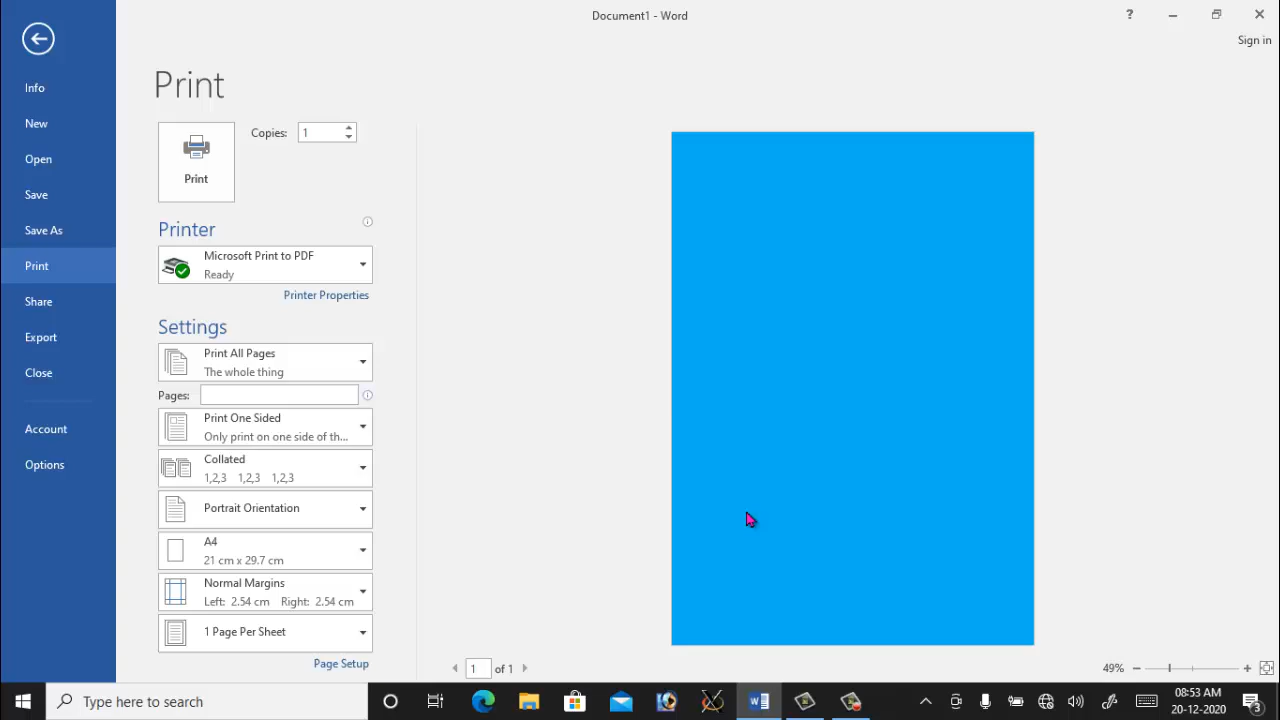 Document1 - Word
?
Sign in
Info
New
Open
Save
Save As
Print
Share
Export
Close
Account
Options
Print
Print
Copies: 1
Printer
Microsoft Print to PDF
Ready
Printer Properties
Settings
Print All Pages
The whole thing
Pages:
Print One Sided
Only print on one side of th...
Collated
1,2,3 1,2,3 1,2,3
Portrait Orientation
A4
21 cm x 29.7 cm
Normal Margins
Left: 2.54 cm Right: 2.54 cm
1 Page Per Sheet
Page Setup
1 of 1
49%
Type here to search
08:53 AM
20-12-2020
3